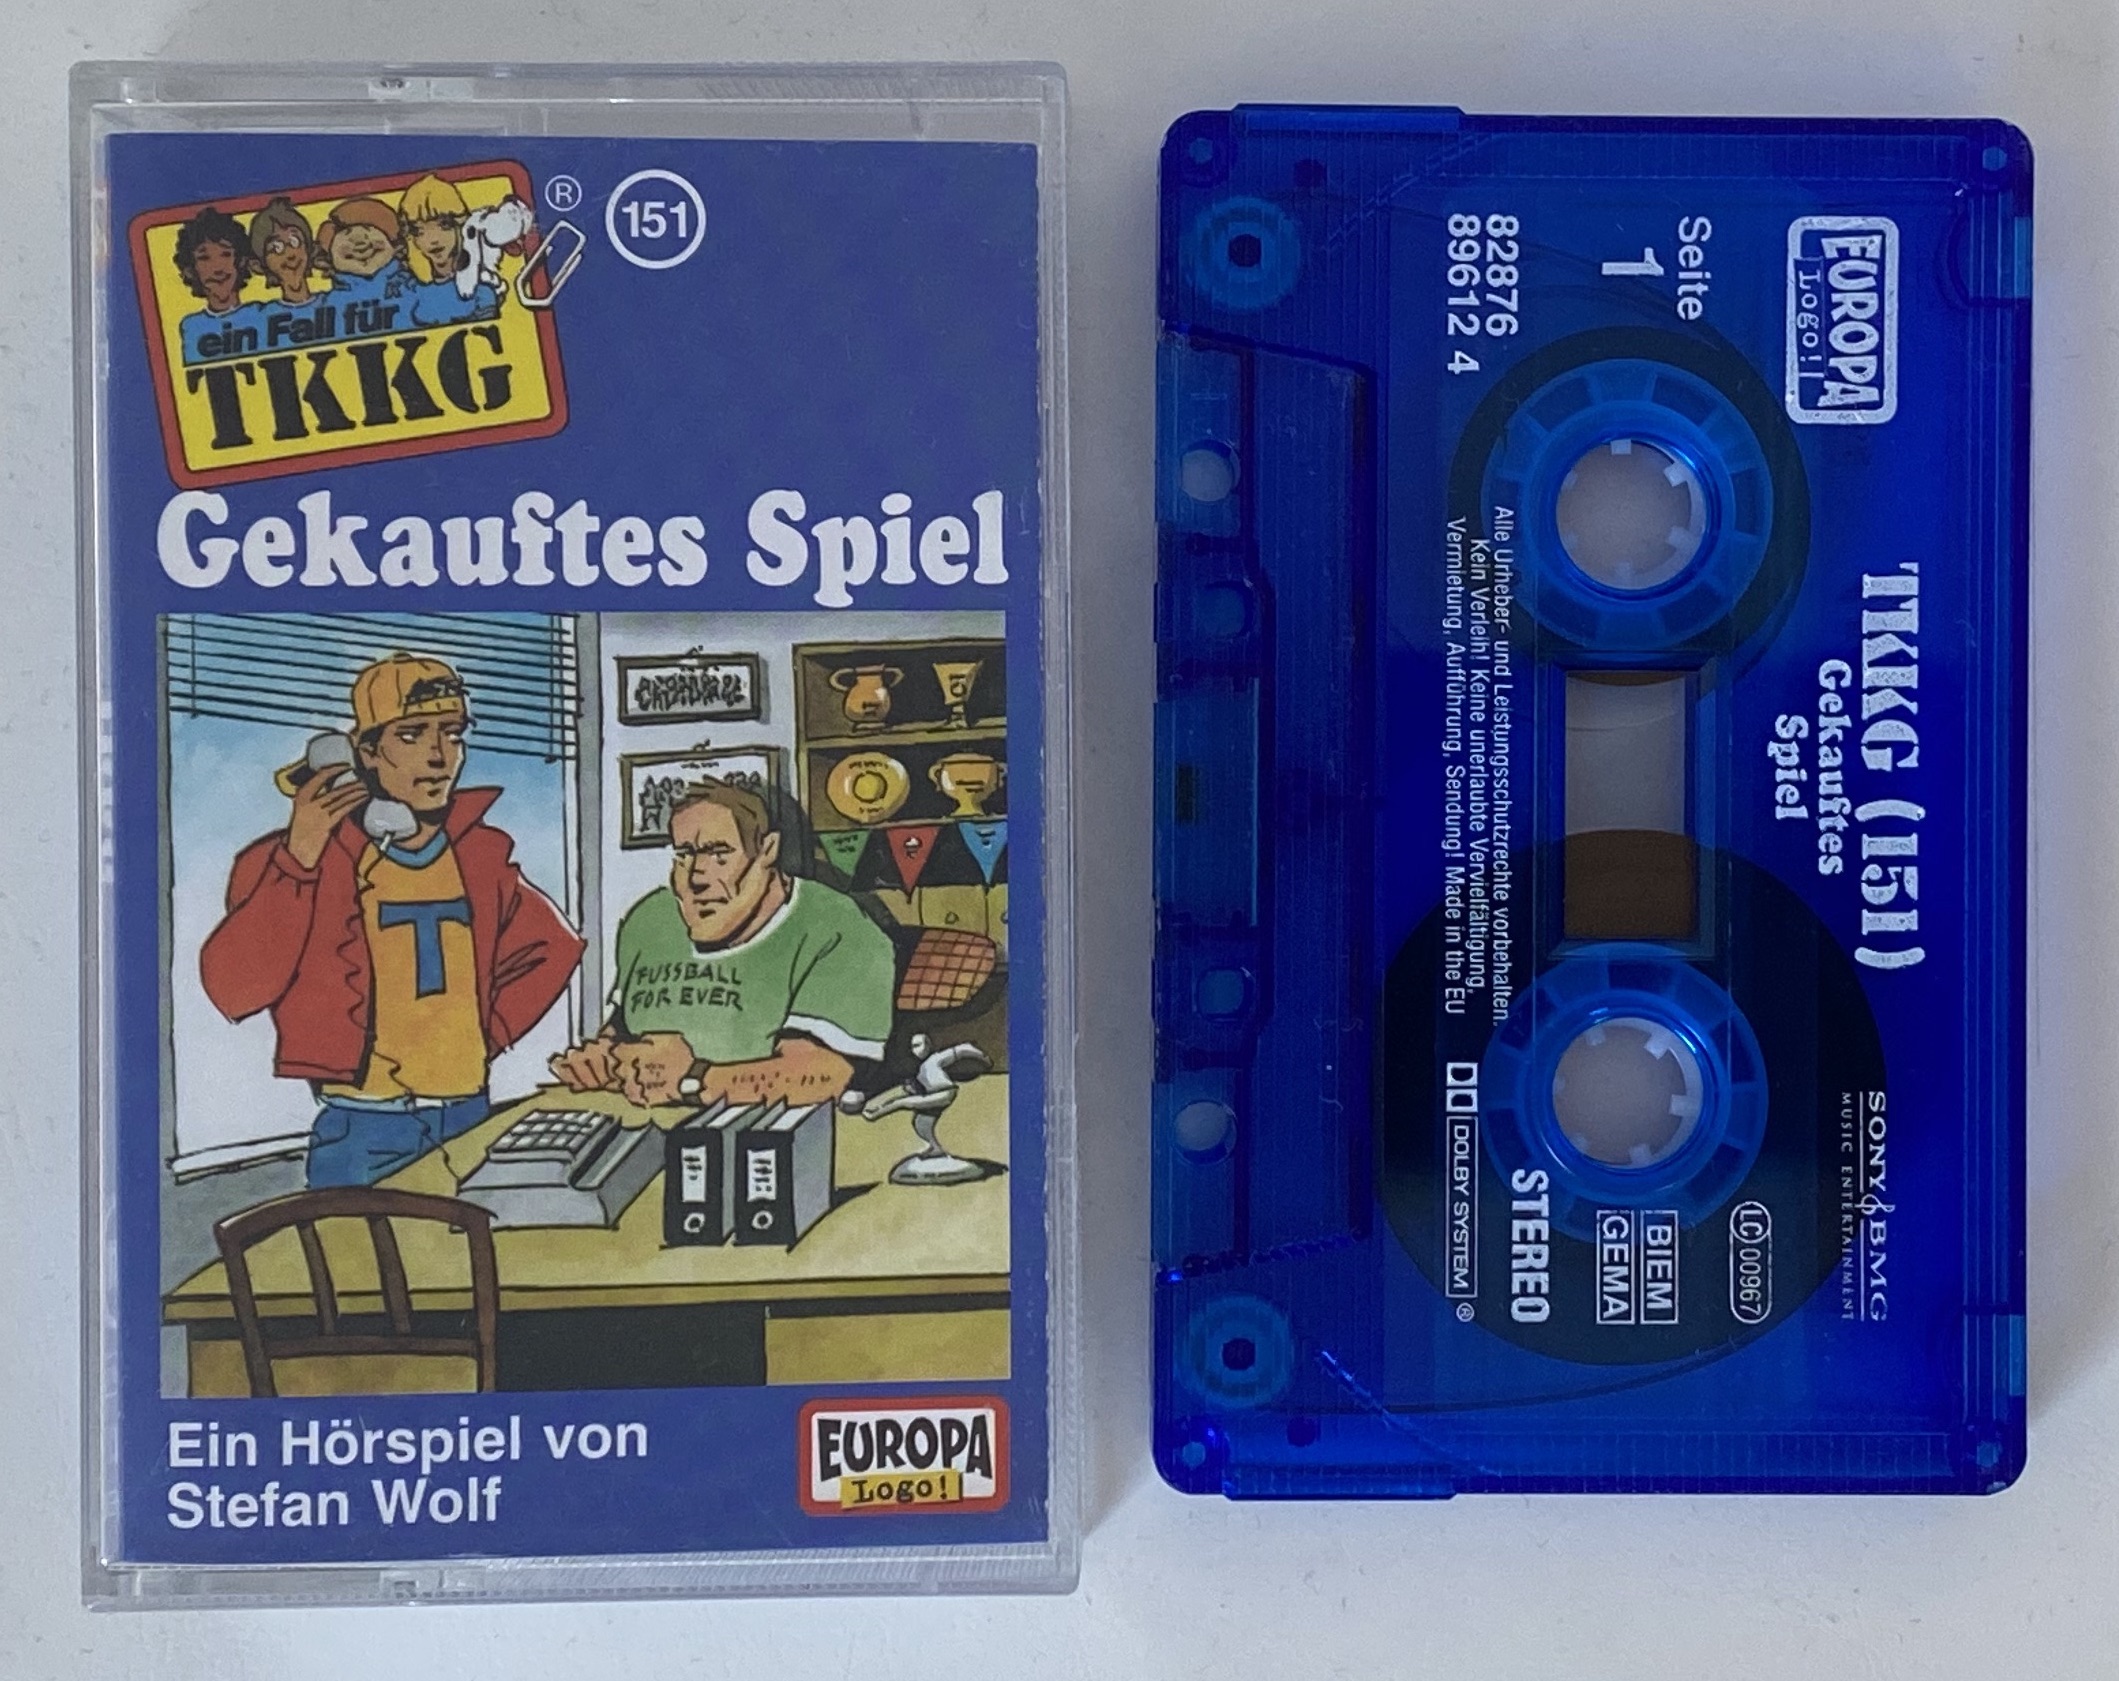 ein Fall für
TKKG
®
151
Gekauftes Spiel
T
FUSSBALL
FOR EVER
Ein Hörspiel von
Stefan Wolf
EUROPA
Logo!
EUROPA
Logo!
TKKG (151)
Gekauftes
Spiel
SONY BMG
MUSIC ENTERTAINMENT
Seite
1
LC 00967
BIEM
GEMA
82876
89612 4
STEREO
Alle Urheber- und Leistungsschutzrechte vorbehalten.
Kein Verleih! Keine unerlaubte Vervielfältigung,
Vermietung, Aufführung, Sendung! Made in the EU
DOLBY SYSTEM ®